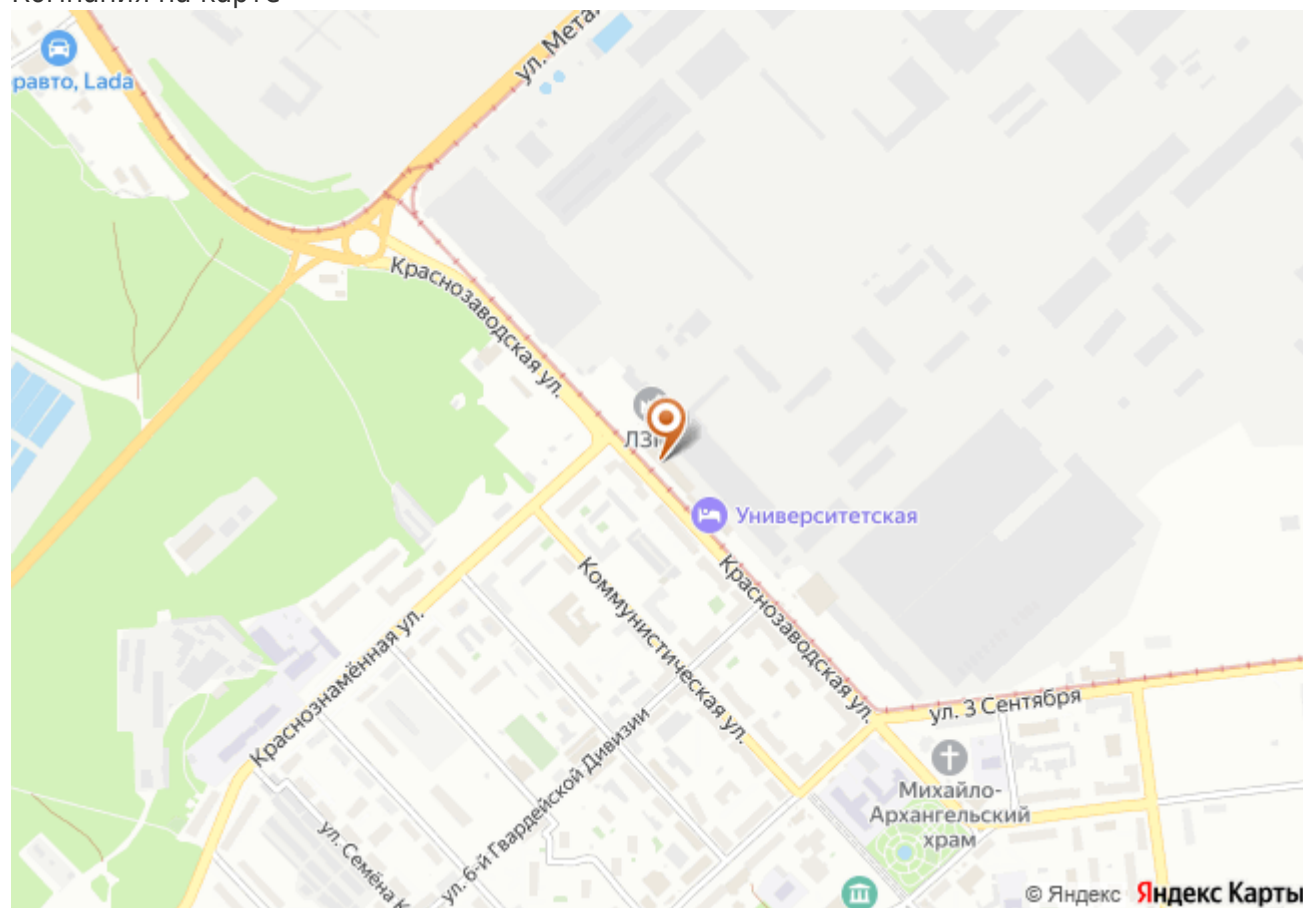 ул. Мета
равто, Lada
Краснозаводская ул.
Университетская
Краснознамённая ул.
Коммунистическая ул.
Краснозаводская ул.
ул. 3 Сентября
ул. 6-й Гвардейской Дивизии
ул. Семёна К
Михайло-
Архангельский
храм
© Яндекс Яндекс Карты